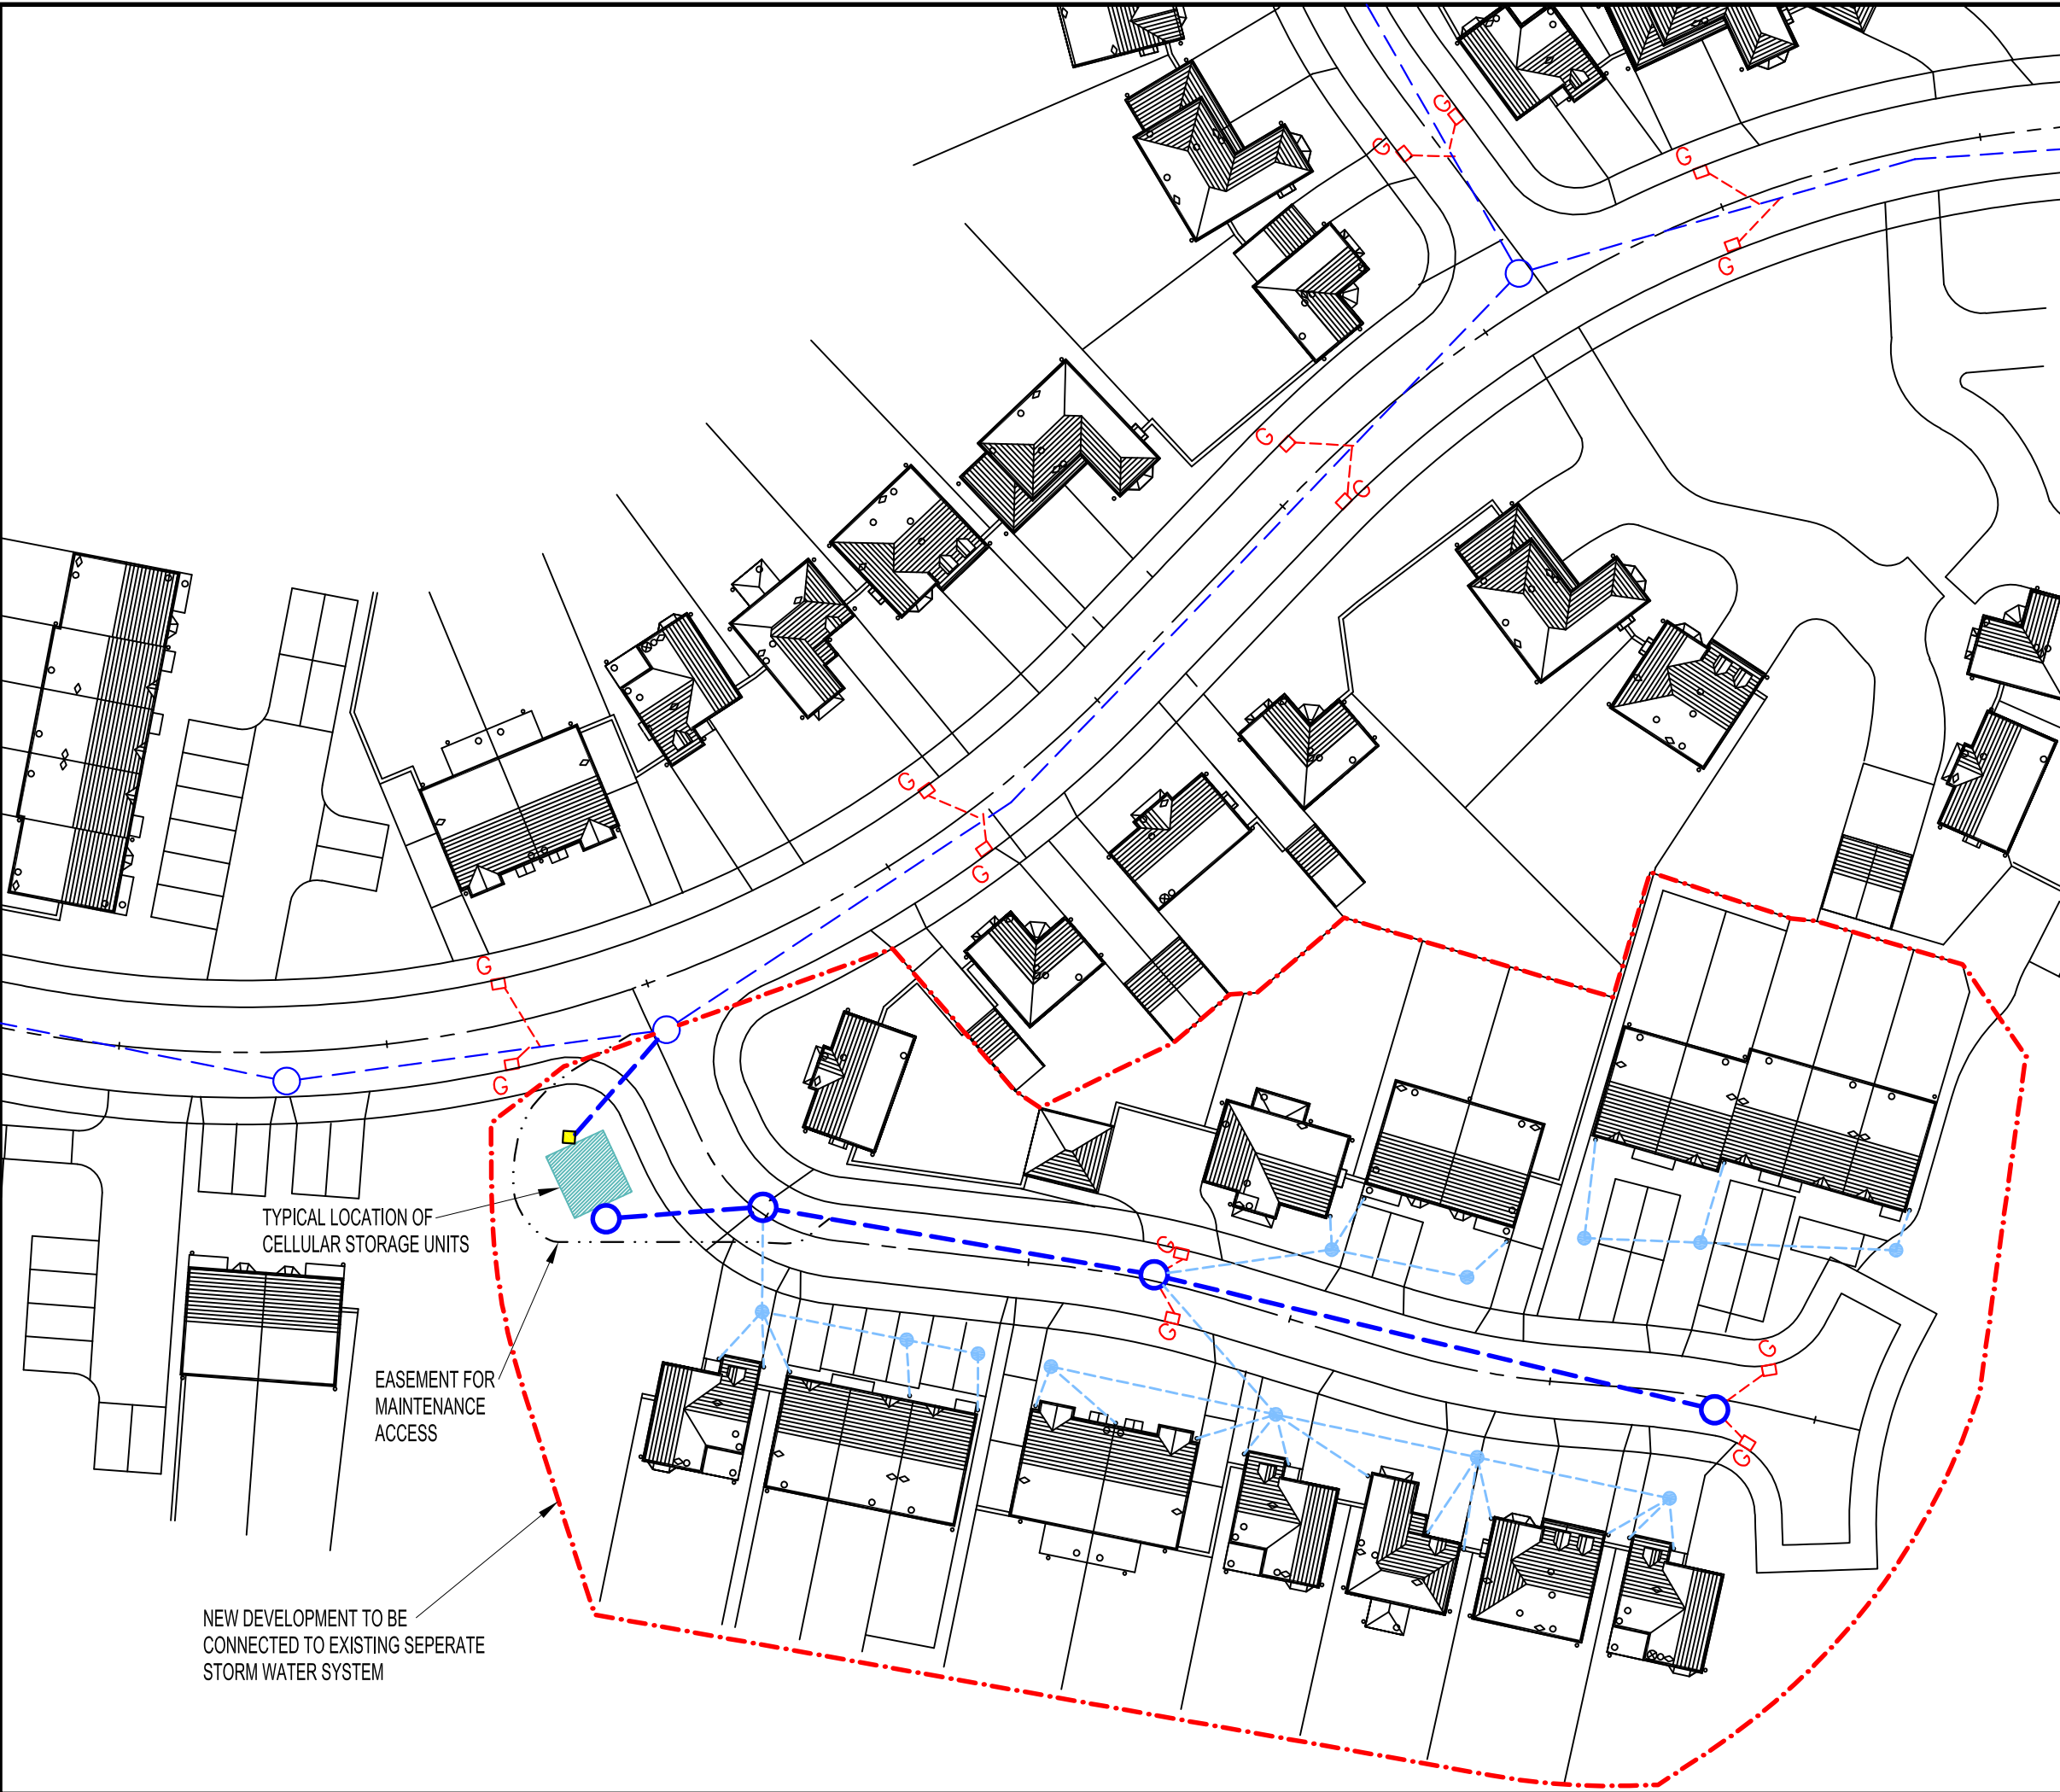 G
G
G
G
G
G
G
G
G
G
TYPICAL LOCATION OF
CELLULAR STORAGE UNITS
G
G
EASEMENT FOR
MAINTENANCE
ACCESS
G
G
NEW DEVELOPMENT TO BE
CONNECTED TO EXISTING SEPERATE
STORM WATER SYSTEM